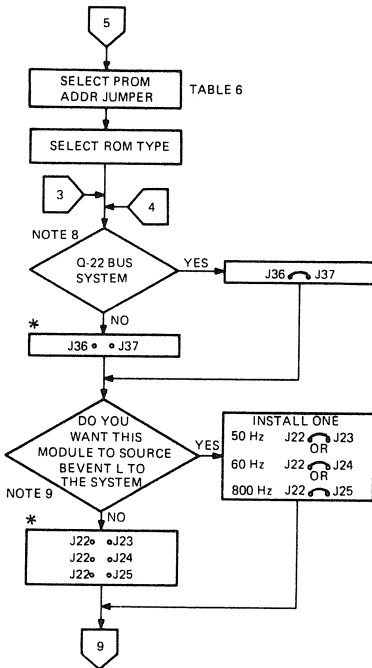 5
SELECT PROM
ADDR JUMPER
TABLE 6
SELECT ROM TYPE
3
4
NOTE 8
Q-22 BUS
SYSTEM
YES
J36 J37
NO
*
J36 J37
DO YOU
WANT THIS
MODULE TO SOURCE
BEVENT L TO
THE SYSTEM
YES
NOTE 9
INSTALL ONE
50 Hz J22 J23
OR
60 Hz J22 J24
OR
800 Hz J22 J25
NO
*
J22 J23
J22 J24
J22 J25
9